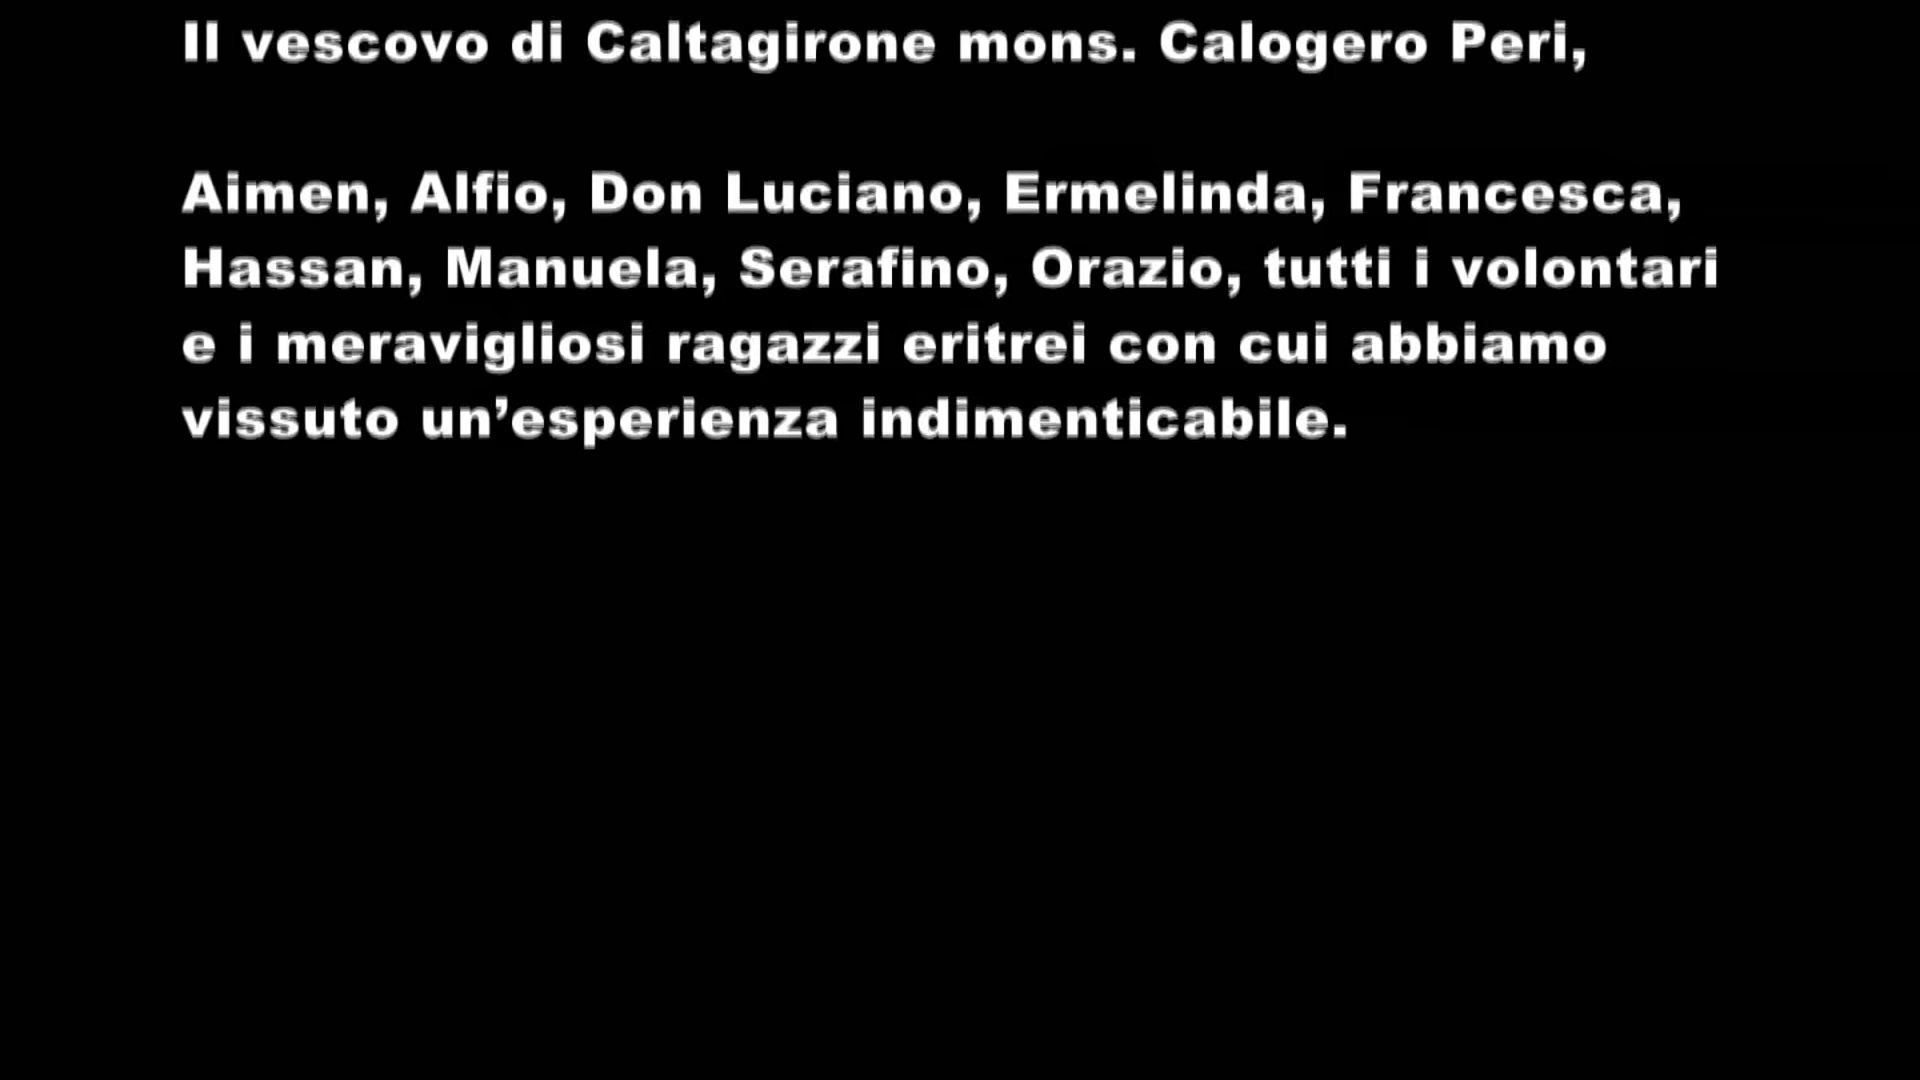 Il vescovo di Caltagirone mons. Calogero Peri,
Aimen, Alfio, Don Luciano, Ermelinda, Francesca,
Hassan, Manuela, Serafino, Orazio, tutti i volontari
e i meravigliosi ragazzi eritrei con cui abbiamo
vissuto un’esperienza indimenticabile.